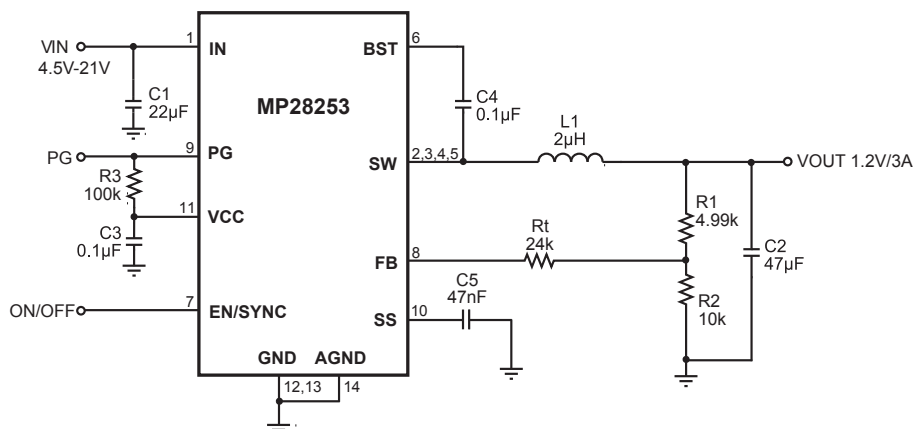 VIN
4.5V-21V
1
IN
C1
22µF
BST
6
C4
0.1µF
MP28253
PG
9
PG
R3
100k
11
VCC
C3
0.1µF
SW
2,3,4,5
L1
2µH
VOUT 1.2V/3A
R1
4.99k
Rt
24k
FB
8
C2
47µF
R2
10k
ON/OFF
7
EN/SYNC
C5
47nF
SS
10
GND
AGND
12,13
14